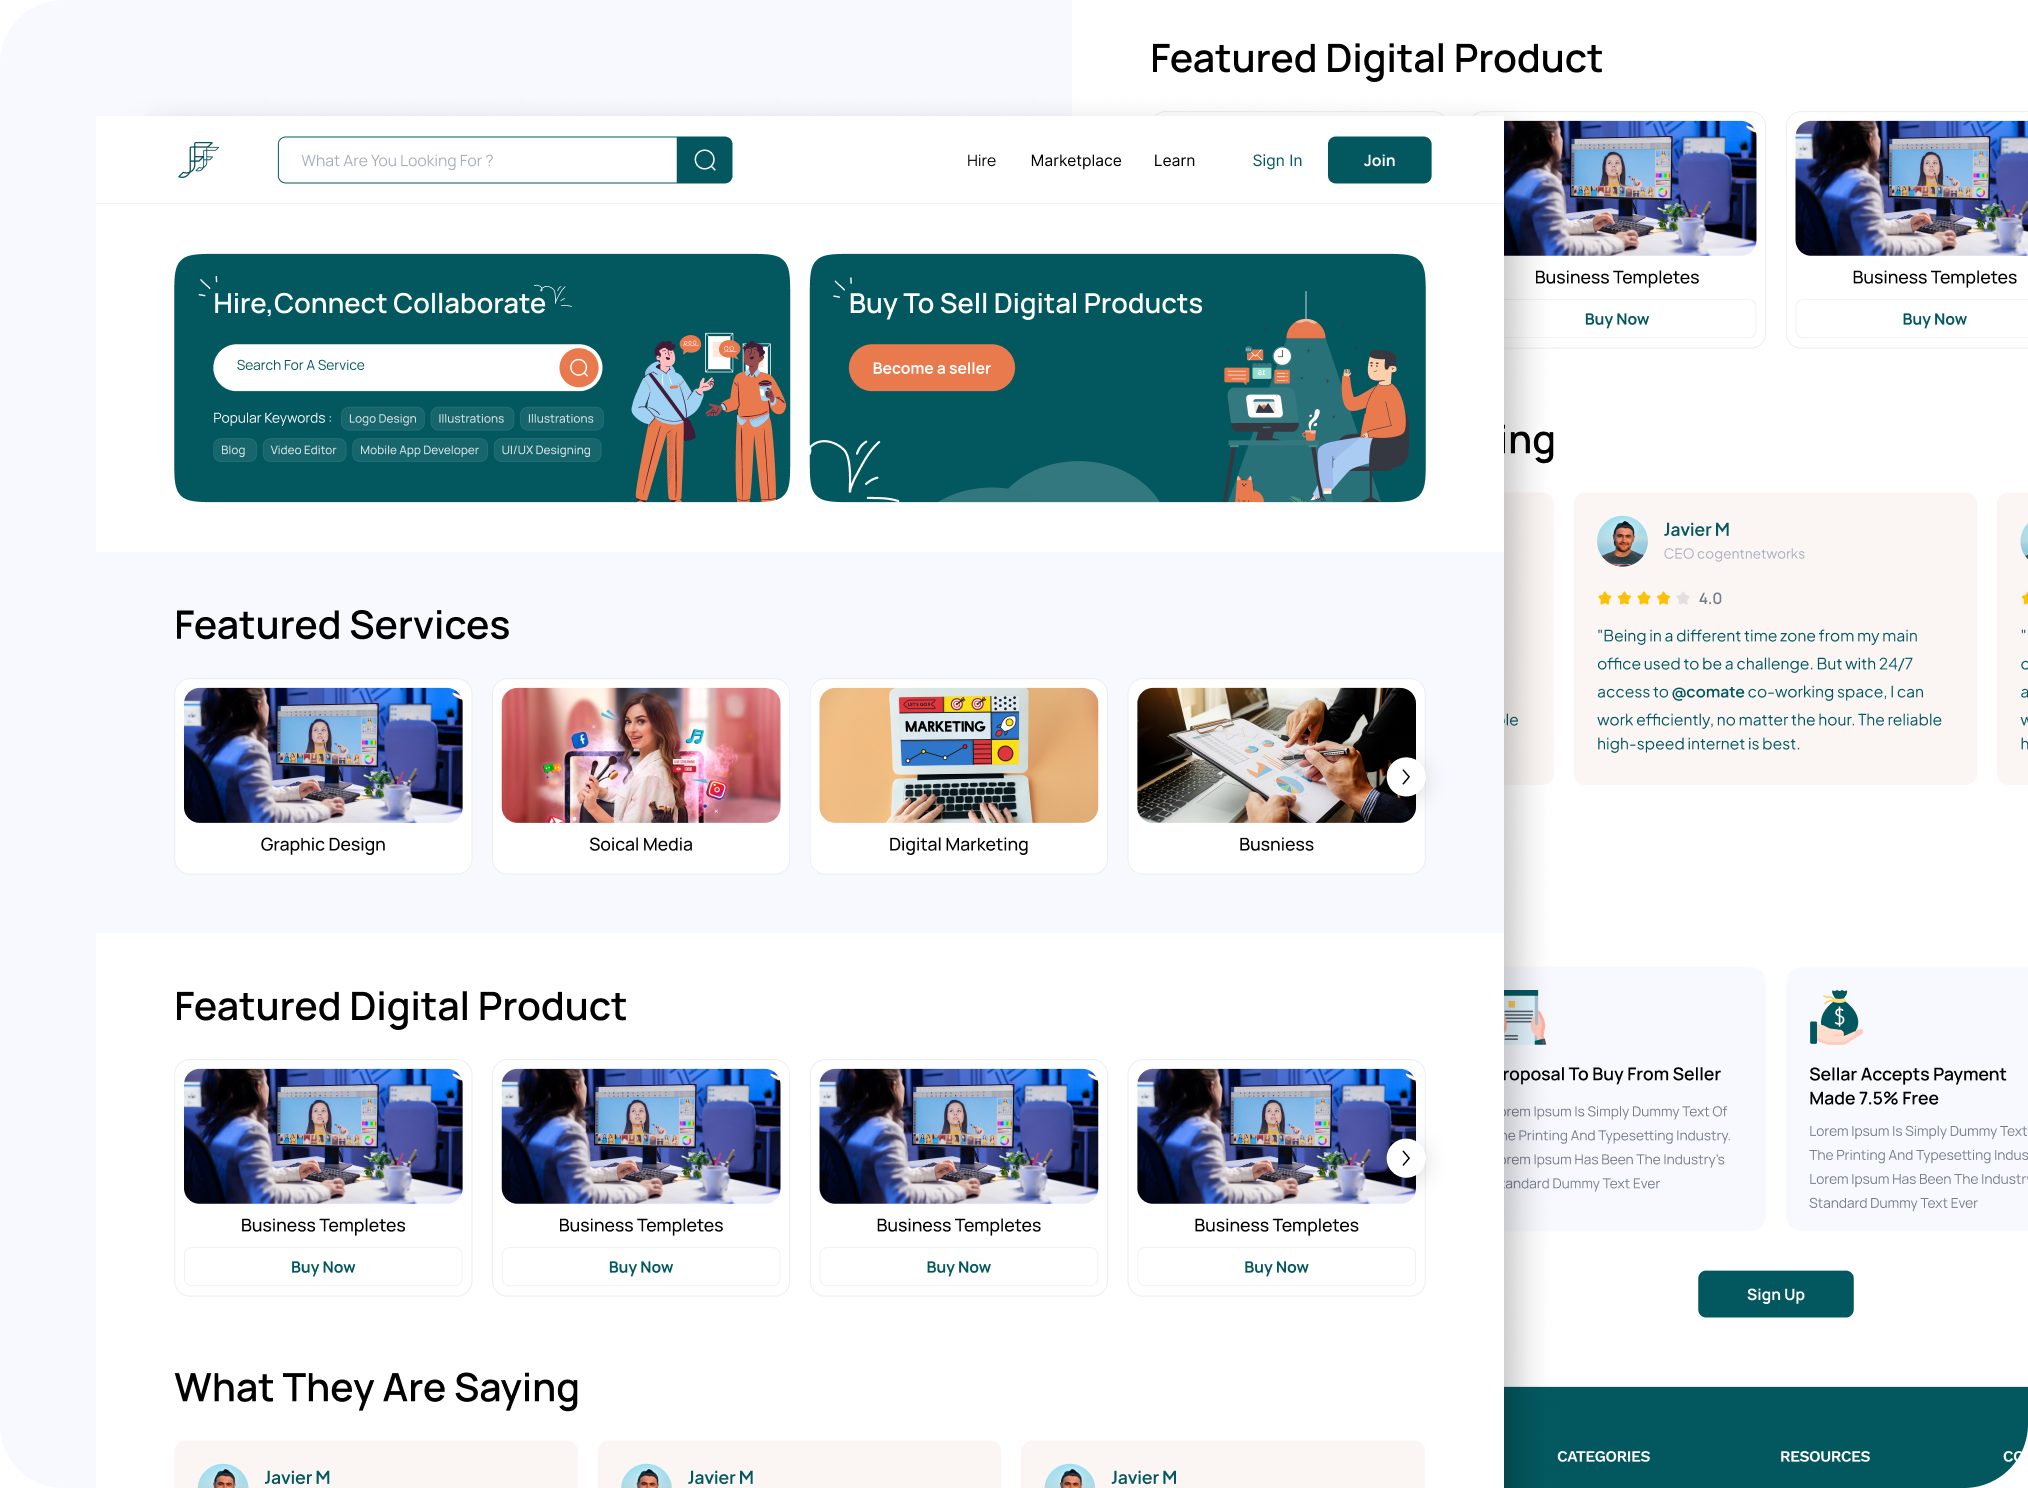 What Are You Looking For ?
Hire
Marketplace
Learn
Sign In
Join
Hire,Connect Collaborate
Search For A Service
Popular Keywords :
Logo Design
Illustrations
Illustrations
Blog
Video Editor
Mobile App Developer
UI/UX Designing
Buy To Sell Digital Products
Become a seller
Featured Services
MARKETING
Graphic Design
Soical Media
Digital Marketing
Busniess
Featured Digital Product
Business Templetes
Business Templetes
Business Templetes
Business Templetes
Buy Now
Buy Now
Buy Now
Buy Now
What They Are Saying
Javier M
Javier M
Javier M
Featured Digital Product
Business Templetes
Business Templetes
Buy Now
Buy Now
ing
Javier M
CEO cogentnetworks
4.0
"Being in a different time zone from my main
office used to be a challenge. But with 24/7
access to @comate co-working space, I can
work efficiently, no matter the hour. The reliable
high-speed internet is best.
roposal To Buy From Seller
orem Ipsum Is Simply Dummy Text Of
he Printing And Typesetting Industry.
orem Ipsum Has Been The Industry's
tandard Dummy Text Ever
Sellar Accepts Payment
Made 7.5% Free
Lorem Ipsum Is Simply Dummy Text
The Printing And Typesetting Indus
Lorem Ipsum Has Been The Industr
Standard Dummy Text Ever
Sign Up
CATEGORIES
RESOURCES